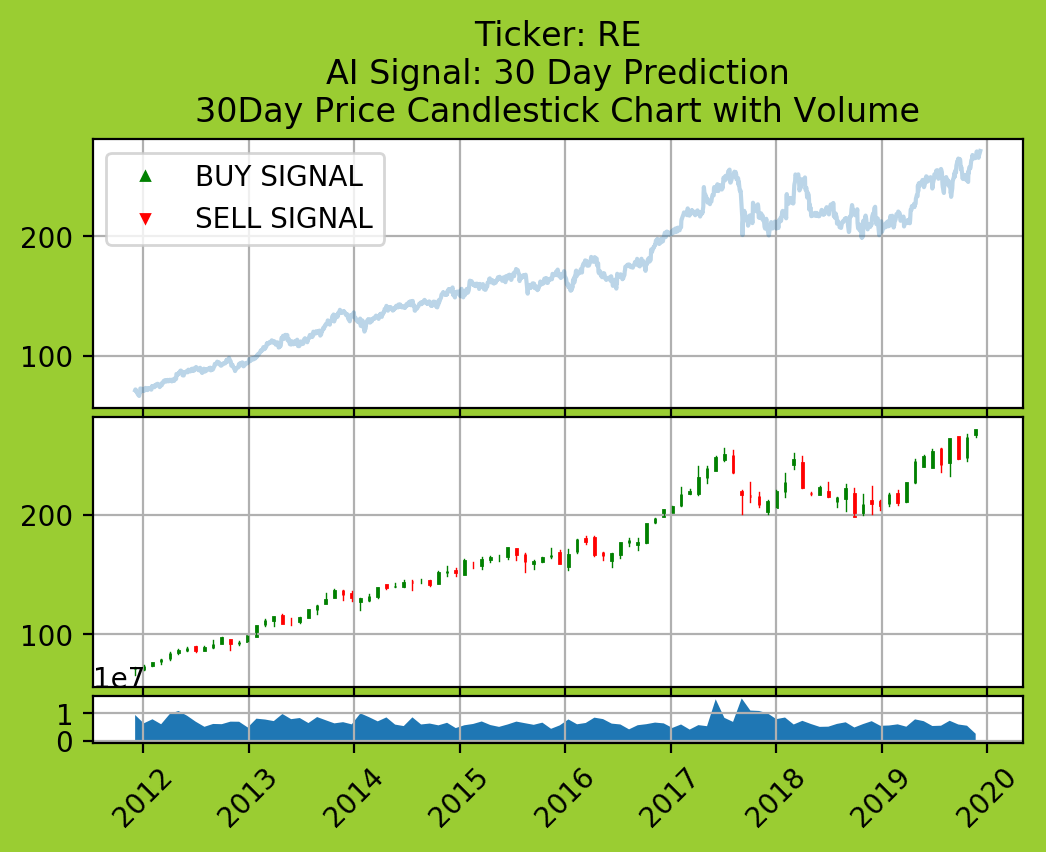 Ticker: RE
AI Signal: 30 Day Prediction
30Day Price Candlestick Chart with Volume
BUY SIGNAL
SELL SIGNAL
200
100
200
100
1e7
1
0
2012 2013 2014 2015 2016 2017 2018 2019 2020